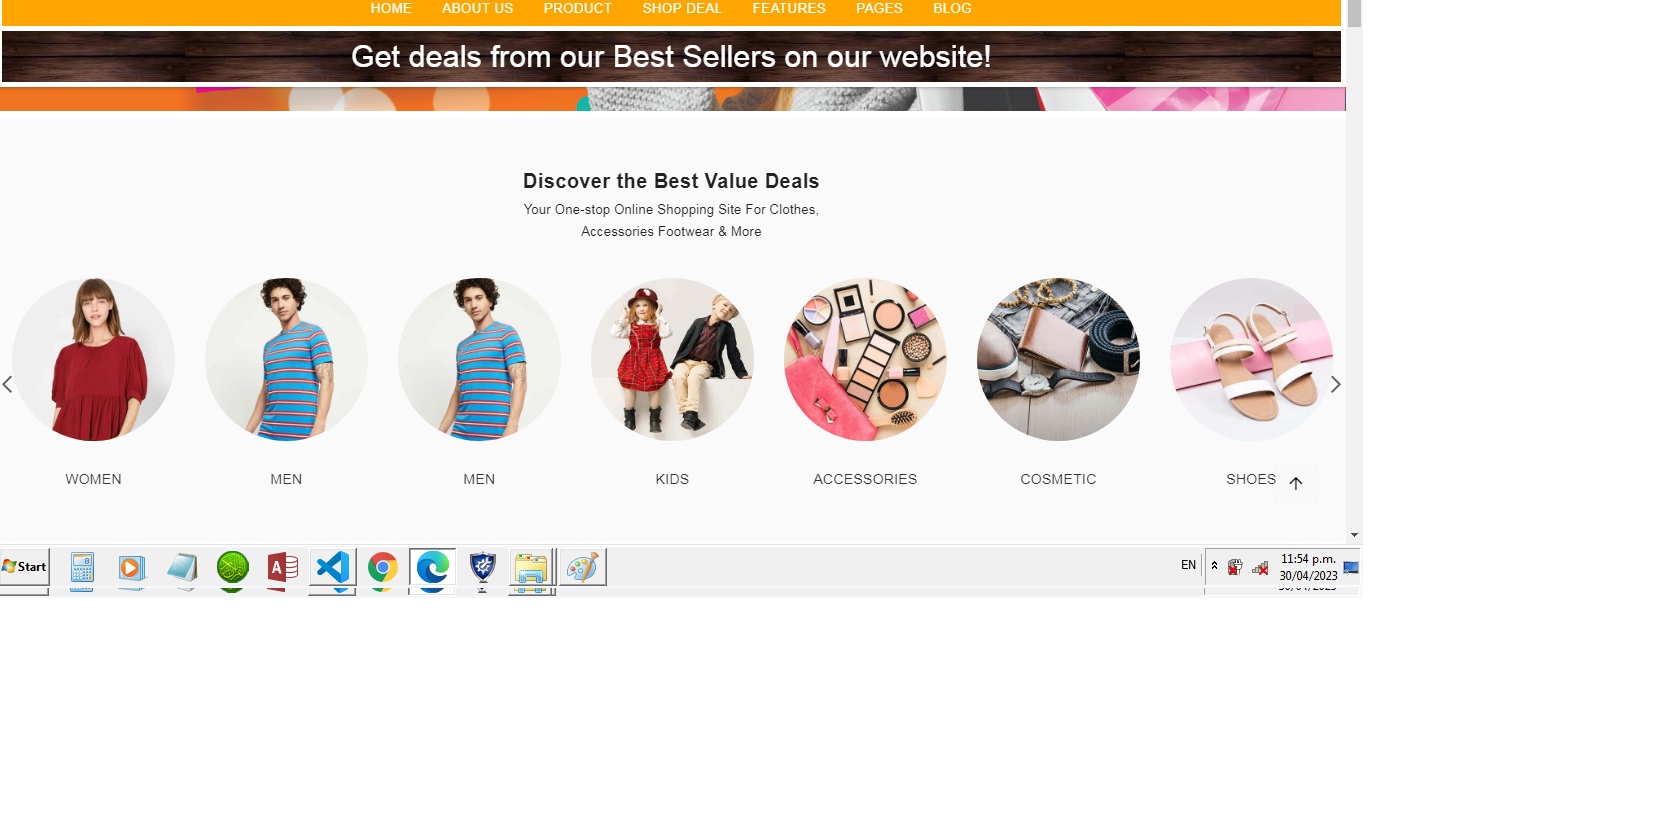 HOME ABOUT US PRODUCT SHOP DEAL FEATURES PAGES BLOG
Get deals from our Best Sellers on our website!
Discover the Best Value Deals
Your One-stop Online Shopping Site For Clothes,
Accessories Footwear & More
WOMEN MEN MEN KIDS ACCESSORIES COSMETIC SHOES
Start
A
EN
11:54 p.m.
30/04/2023